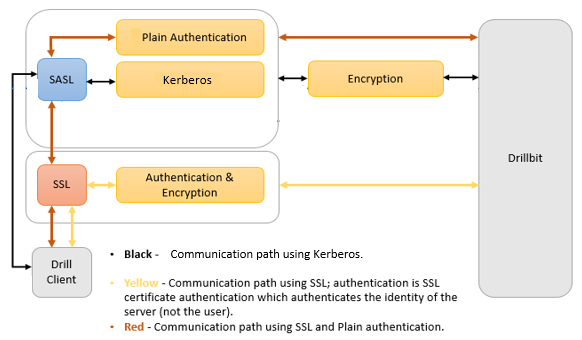 Plain Authentication
SASL
Kerberos
Encryption
Drillbit
SSL
Authentication &
Encryption
Drill
Client
• Black - Communication path using Kerberos.
• Yellow - Communication path using SSL; authentication is SSL
certificate authentication which authenticates the identity of the
server (not the user).
• Red - Communication path using SSL and Plain authentication.